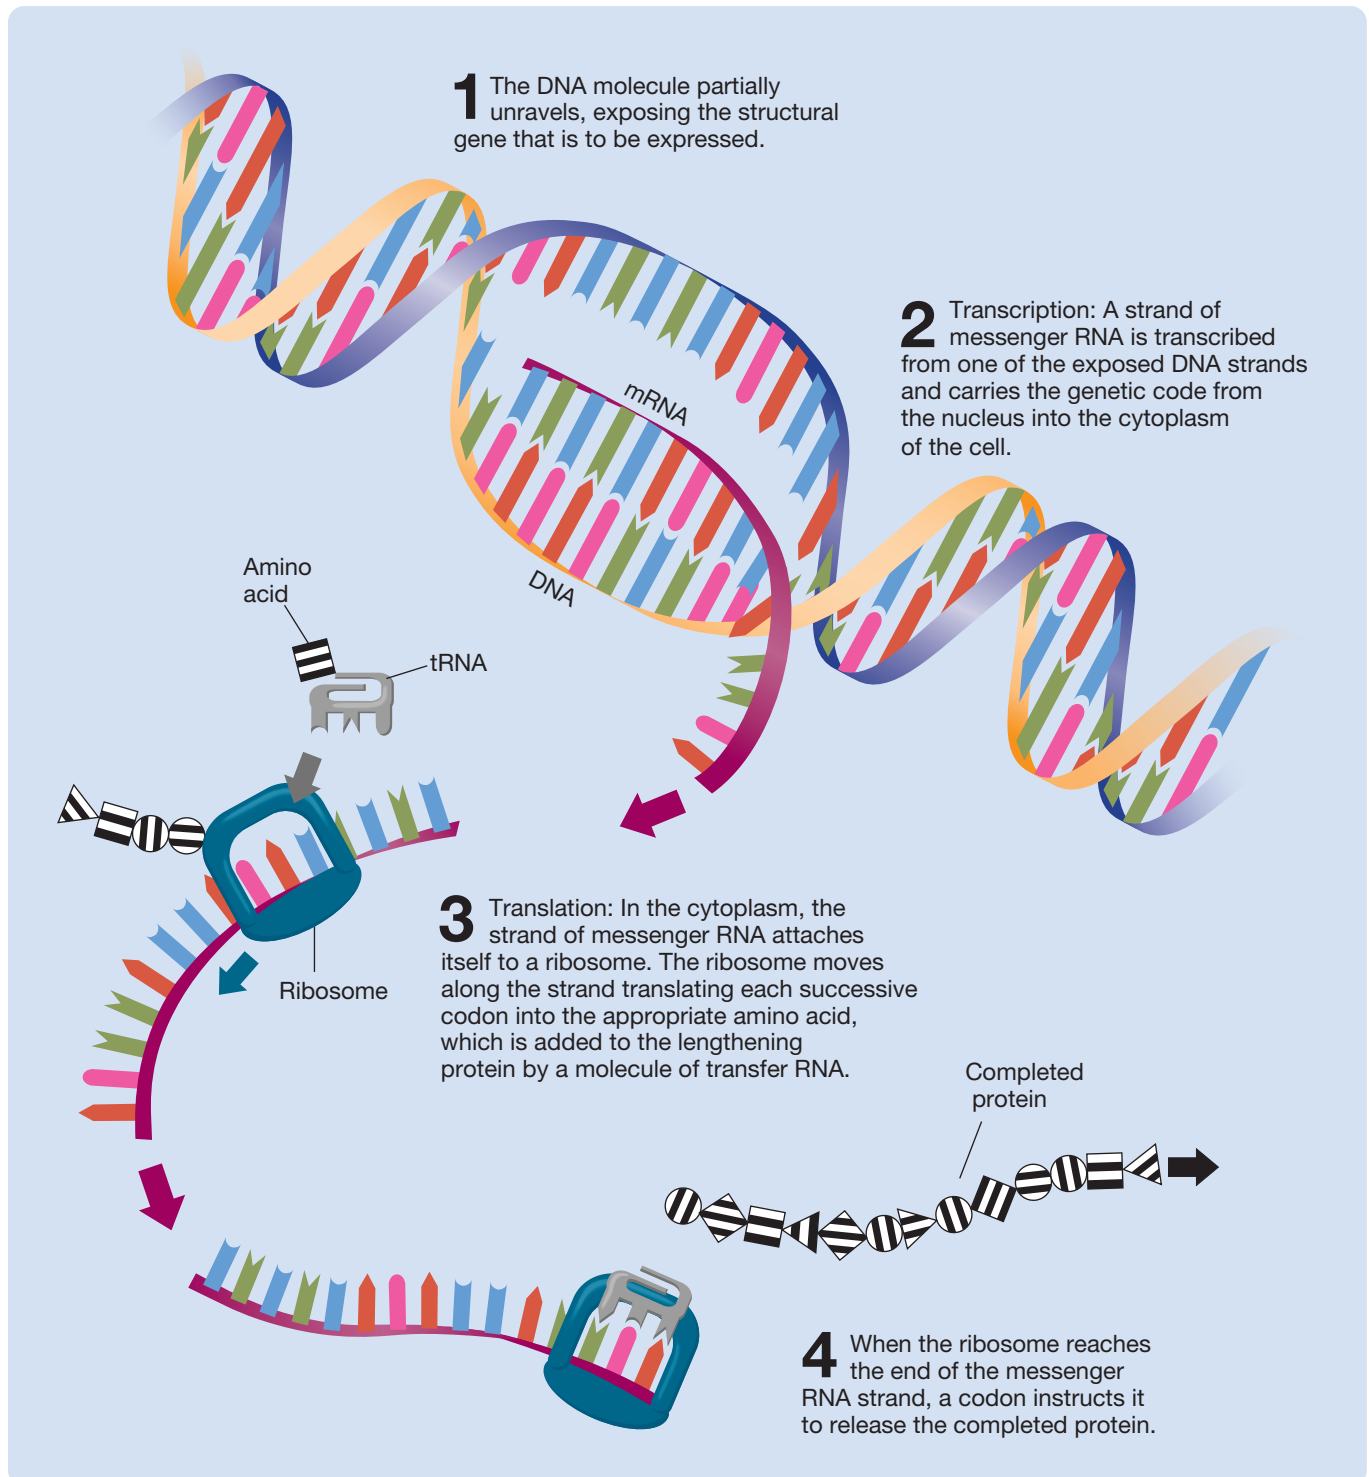 1 The DNA molecule partially
unravels, exposing the structural
gene that is to be expressed.
2 Transcription: A strand of
messenger RNA is transcribed
from one of the exposed DNA strands
and carries the genetic code from
the nucleus into the cytoplasm
of the cell.
mRNA
DNA
Amino
acid
tRNA
Ribosome
3 Translation: In the cytoplasm, the
strand of messenger RNA attaches
itself to a ribosome. The ribosome moves
along the strand translating each successive
codon into the appropriate amino acid,
which is added to the lengthening
protein by a molecule of transfer RNA.
Completed
protein
4 When the ribosome reaches
the end of the messenger
RNA strand, a codon instructs it
to release the completed protein.